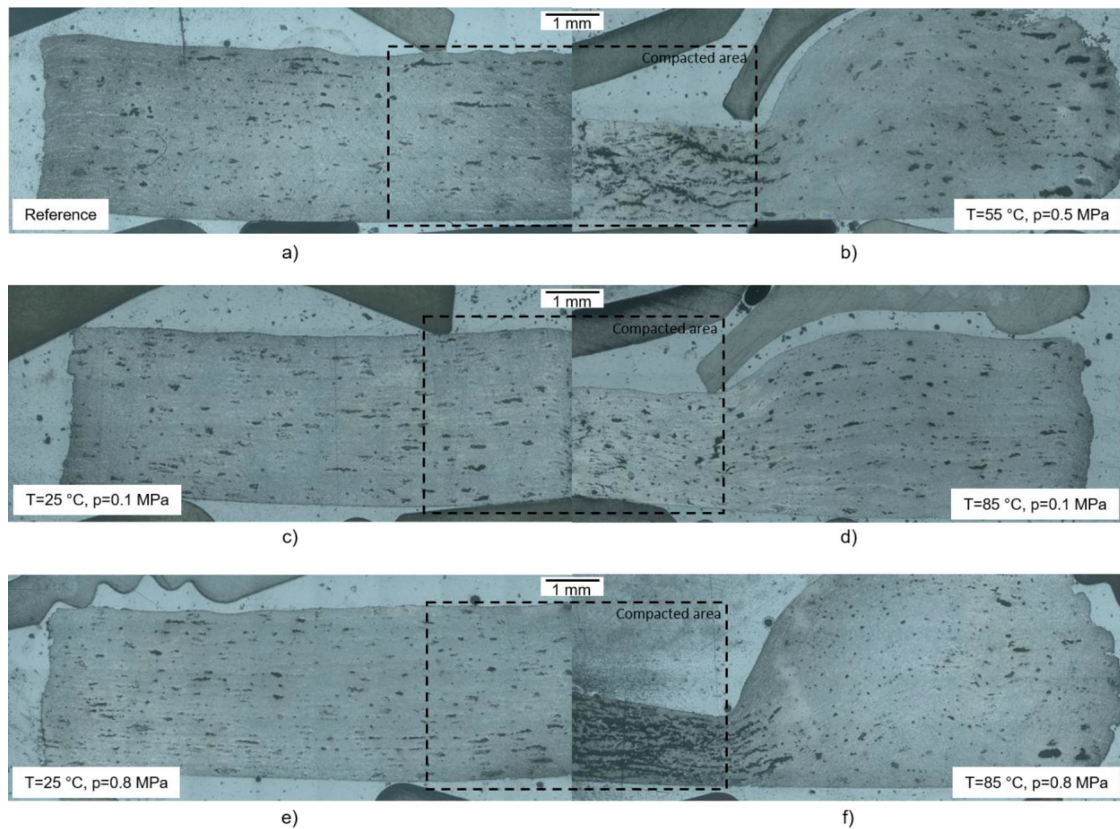 1 mm
Compacted area
Reference
T=55 °C, p=0.5 MPa
a)
b)
1 mm
Compacted area
T=25 °C, p=0.1 MPa
T=85 °C, p=0.1 MPa
c)
d)
1 mm
Compacted area
T=25 °C, p=0.8 MPa
T=85 °C, p=0.8 MPa
e)
f)